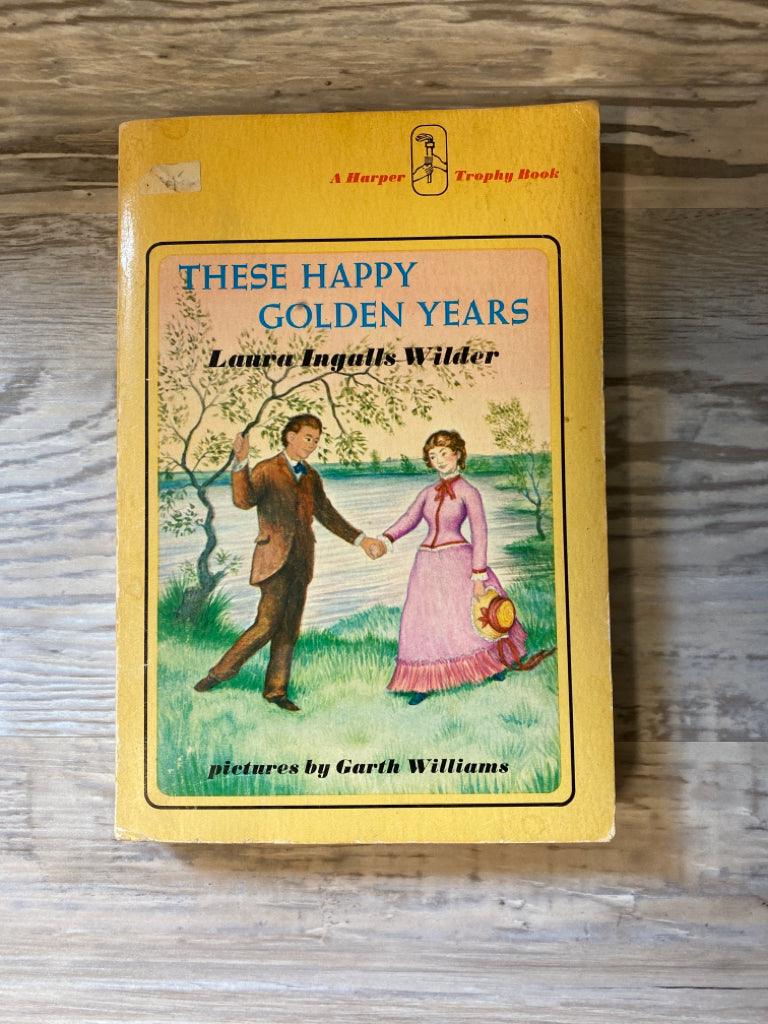 A Harper Trophy Book
THESE HAPPY
GOLDEN YEARS
Laura Ingalls Wilder
pictures by Garth Williams